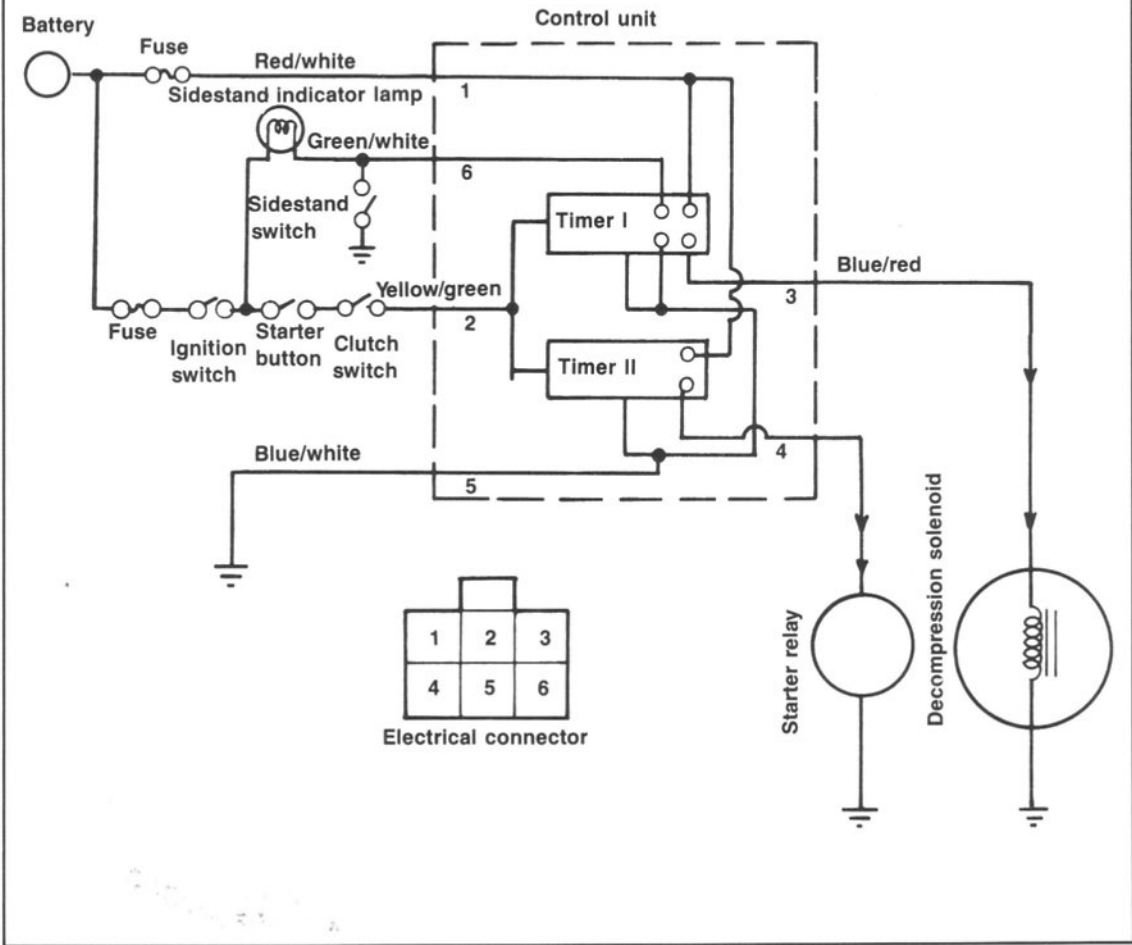 Control unit
Battery
Fuse
Red/white
1
Sidestand indicator lamp
Green/white
6
Sidestand
switch
Timer I
Blue/red
3
Yellow/green
2
Fuse
Ignition
switch
Starter
button
Clutch
switch
Timer II
4
Blue/white
5
1 2 3
4 5 6
Electrical connector
Starter relay
Decompression solenoid